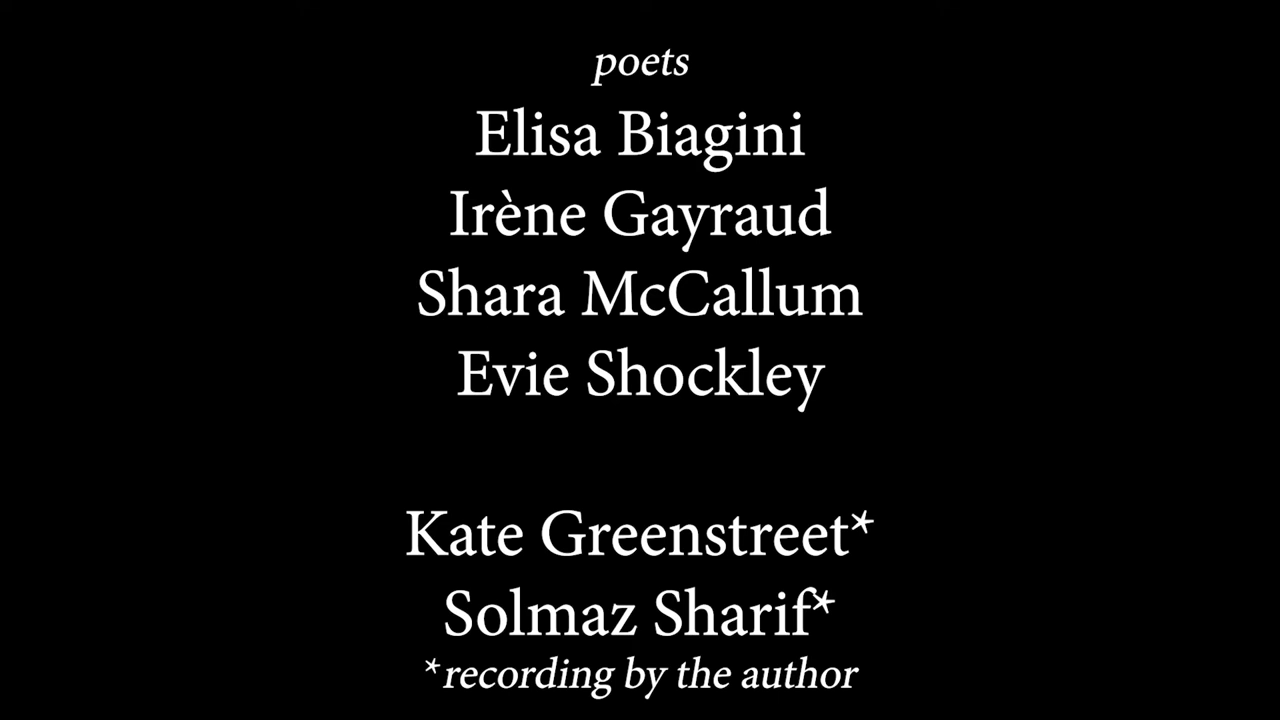 poets
Elisa Biagini
Irène Gayraud
Shara McCallum
Evie Shockley
Kate Greenstreet*
Solmaz Sharif*
*recording by the author